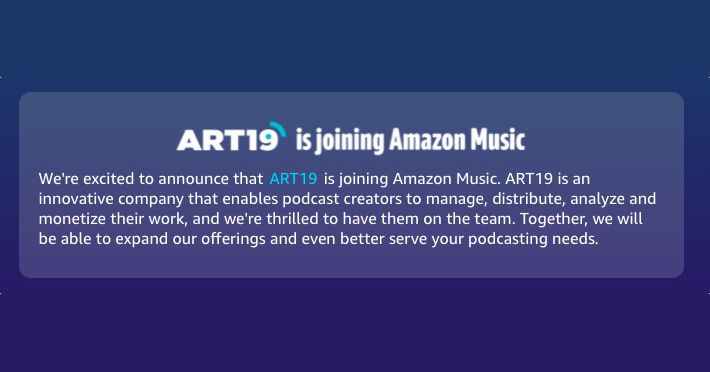 ART19 is joining Amazon Music
We're excited to announce that ART19 is joining Amazon Music. ART19 is an
innovative company that enables podcast creators to manage, distribute, analyze and
monetize their work, and we're thrilled to have them on the team. Together, we will
be able to expand our offerings and even better serve your podcasting needs.